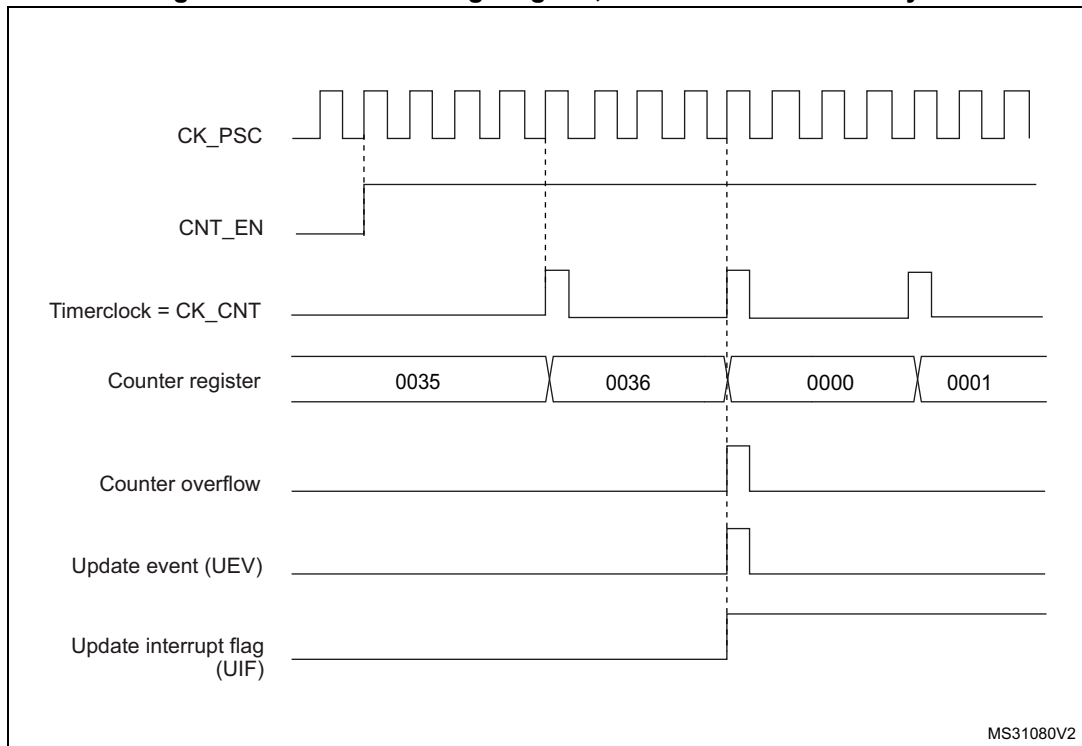 CK_PSC
CNT_EN
Timerclock = CK_CNT
Counter register
0035
0036
0000
0001
Counter overflow
Update event (UEV)
Update interrupt flag
(UIF)
MS31080V2